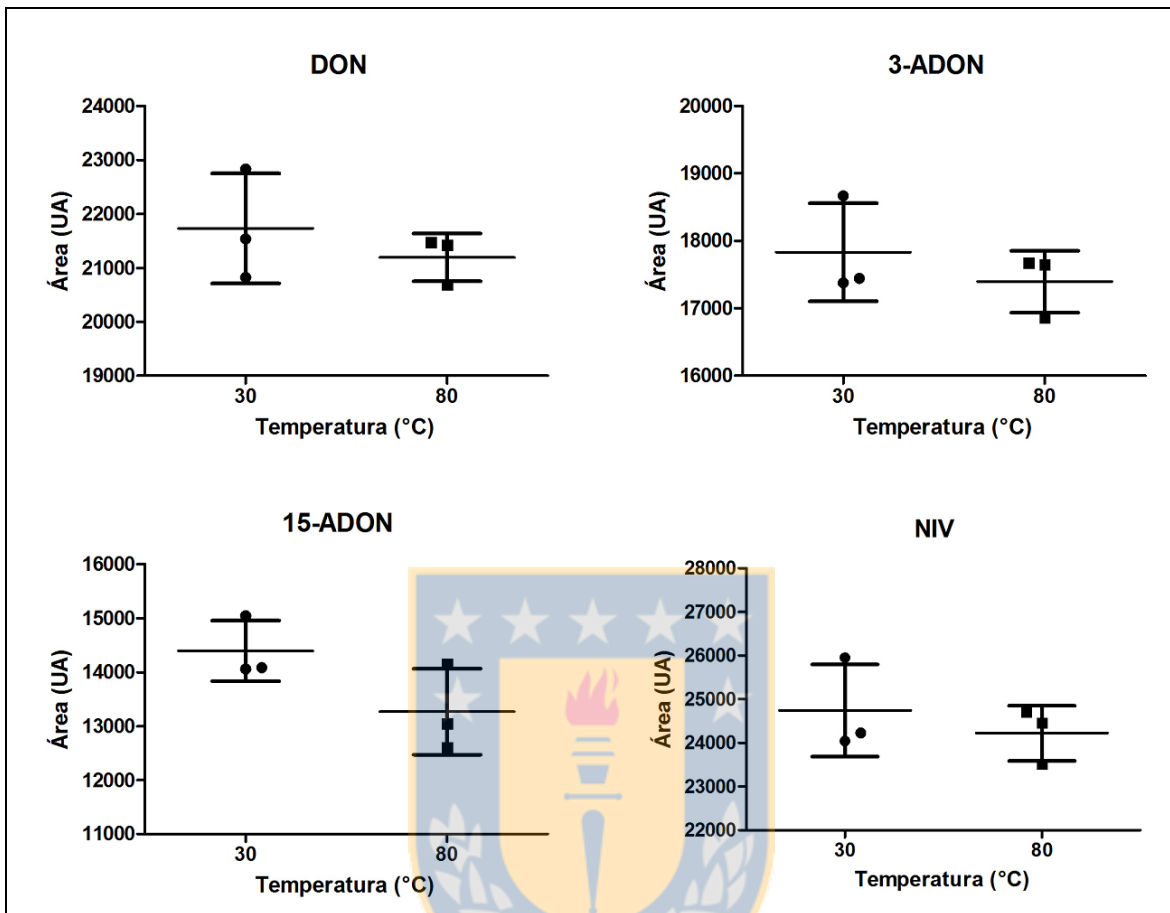 DON
24000
23000
22000
21000
20000
19000
Área (UA)
30
80
Temperatura (°C)
3-ADON
20000
19000
18000
17000
16000
Área (UA)
30
80
Temperatura (°C)
15-ADON
16000
15000
14000
13000
12000
11000
Área (UA)
30
80
Temperatura (°C)
NIV
28000
27000
26000
25000
24000
23000
22000
Área (UA)
30
80
Temperatura (°C)